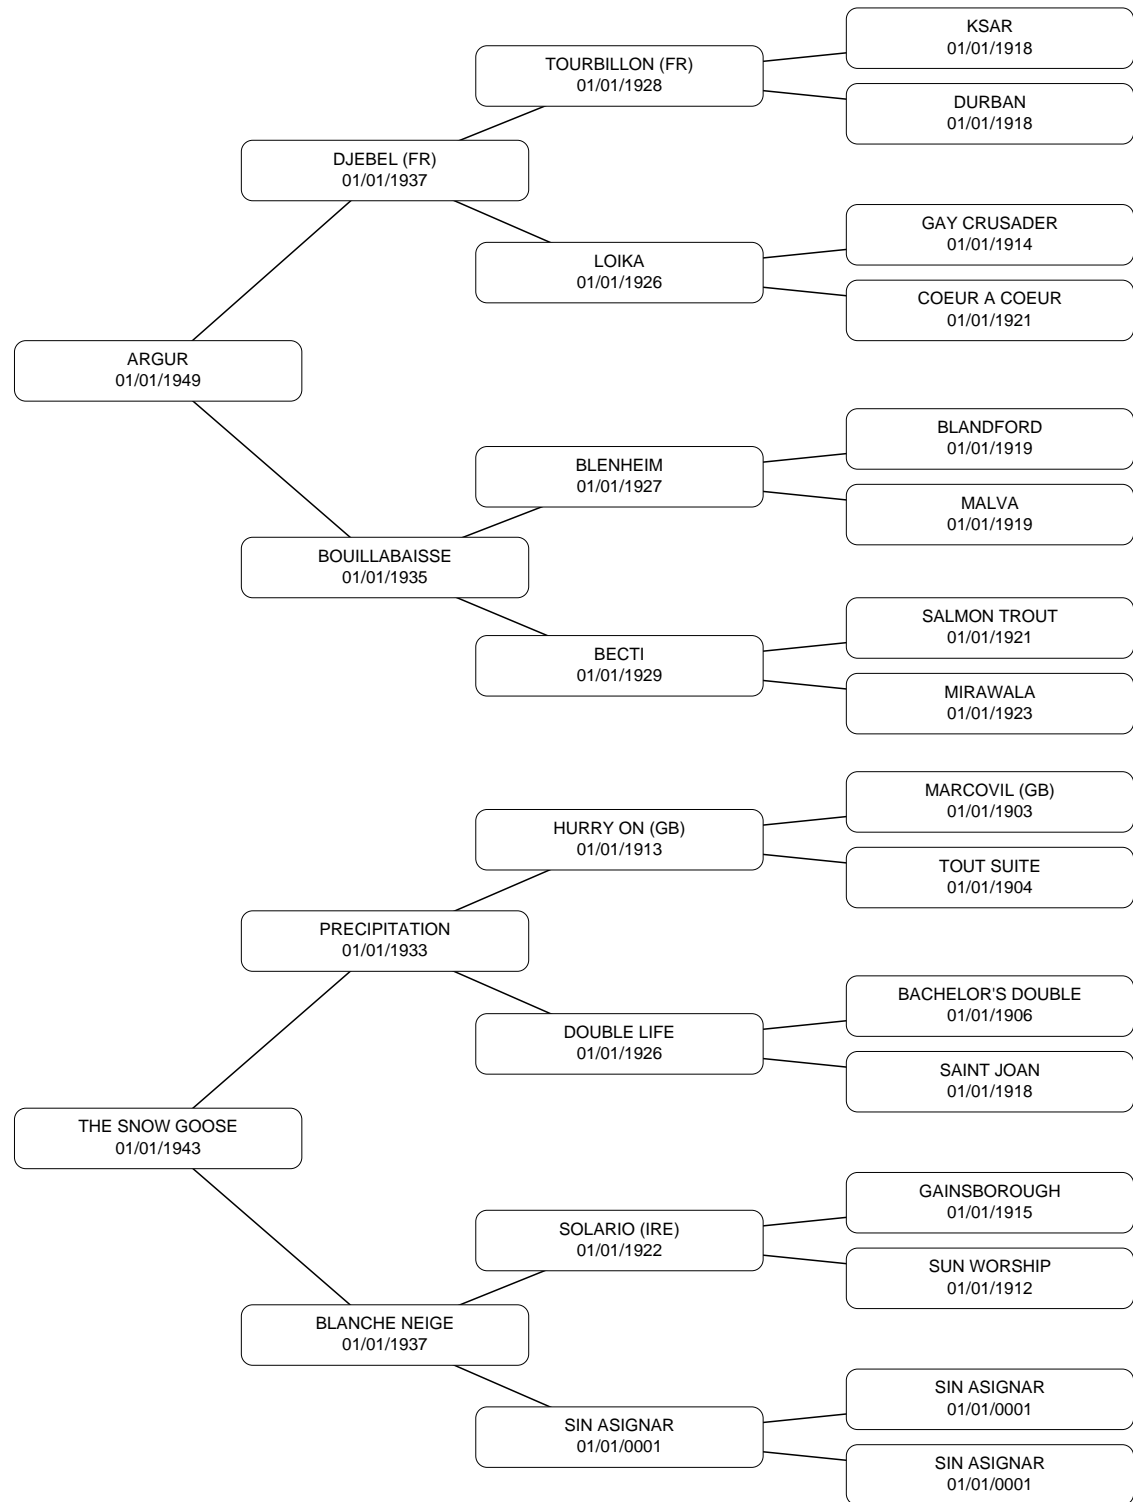 KSAR
01/01/1918
TOURBILLON (FR)
01/01/1928
DURBAN
01/01/1918
DJEBEL (FR)
01/01/1937
GAY CRUSADER
01/01/1914
LOIKA
01/01/1926
COEUR A COEUR
01/01/1921
ARGUR
01/01/1949
BLANDFORD
01/01/1919
BLENHEIM
01/01/1927
MALVA
01/01/1919
BOUILLABAISSE
01/01/1935
SALMON TROUT
01/01/1921
BECTI
01/01/1929
MIRAWALA
01/01/1923
MARCOVIL (GB)
01/01/1903
HURRY ON (GB)
01/01/1913
TOUT SUITE
01/01/1904
PRECIPITATION
01/01/1933
BACHELOR'S DOUBLE
01/01/1906
DOUBLE LIFE
01/01/1926
SAINT JOAN
01/01/1918
THE SNOW GOOSE
01/01/1943
GAINSBOROUGH
01/01/1915
SOLARIO (IRE)
01/01/1922
SUN WORSHIP
01/01/1912
BLANCHE NEIGE
01/01/1937
SIN ASIGNAR
01/01/0001
SIN ASIGNAR
01/01/0001
SIN ASIGNAR
01/01/0001